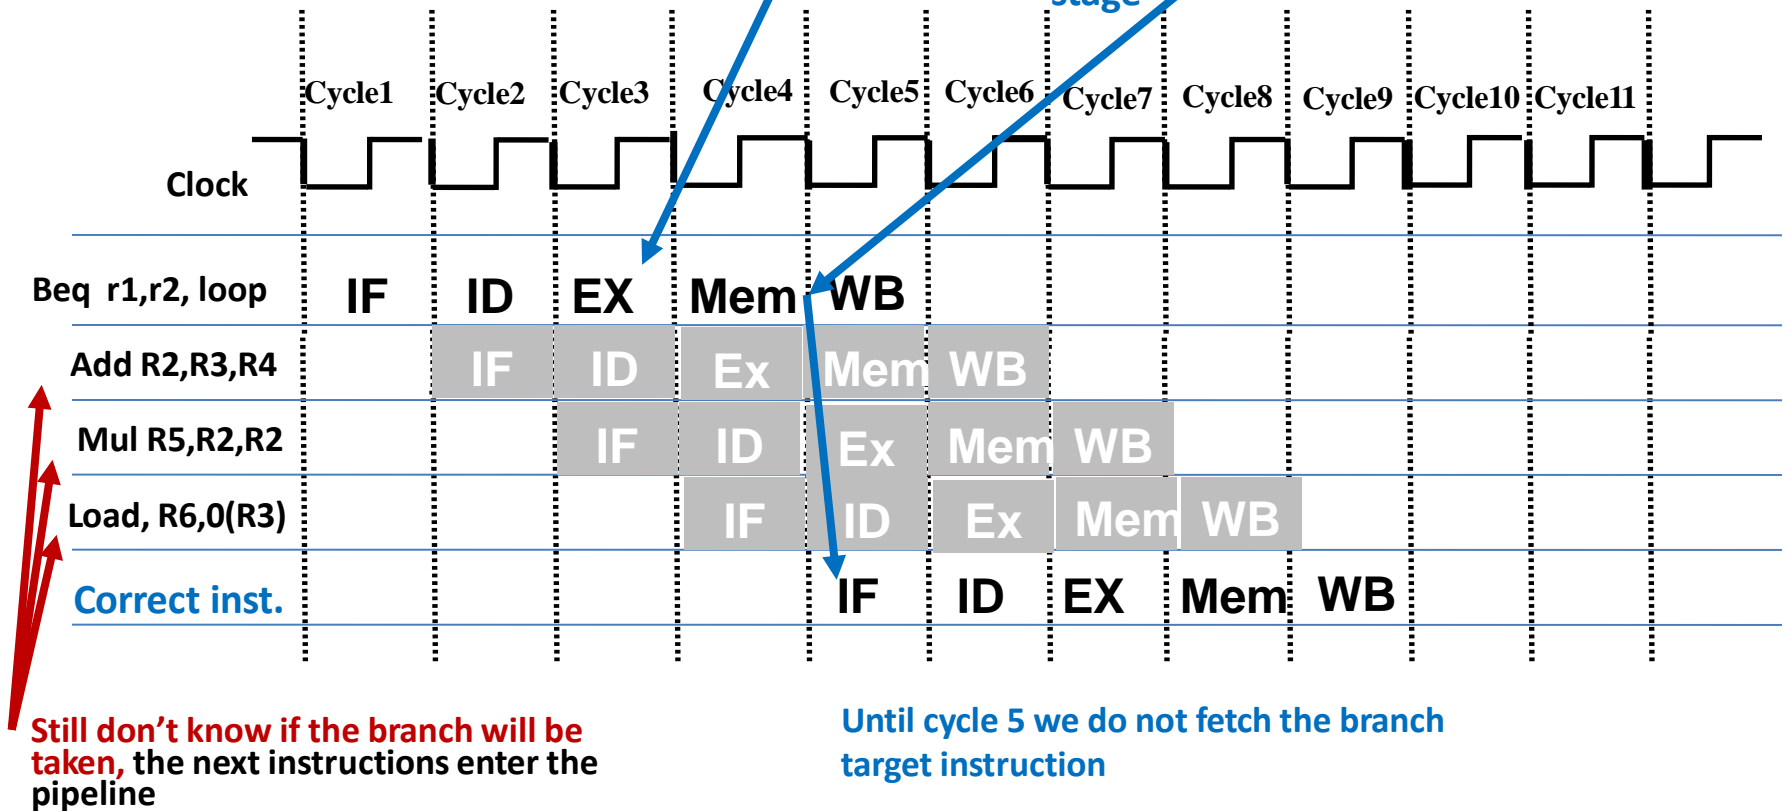 stage
Cycle1 Cycle2 Cycle3 Cycle4 Cycle5 Cycle6 Cycle7 Cycle8 Cycle9 Cycle10 Cycle11
Clock
Beq r1,r2, loop IF ID EX Mem WB
Add R2,R3,R4 IF ID Ex Mem WB
Mul R5,R2,R2 IF ID Ex Mem WB
Load, R6,0(R3) IF ID Ex Mem WB
Correct inst. IF ID EX Mem WB
Still don't know if the branch will be
taken, the next instructions enter the
pipeline
Until cycle 5 we do not fetch the branch
target instruction